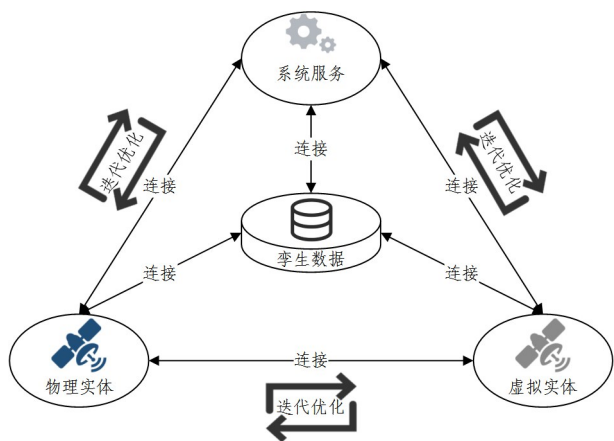 系统服务
迭代优化
迭代优化
连接
连接
连接
孪生数据
连接
连接
物理实体
连接
虚拟实体
迭代优化